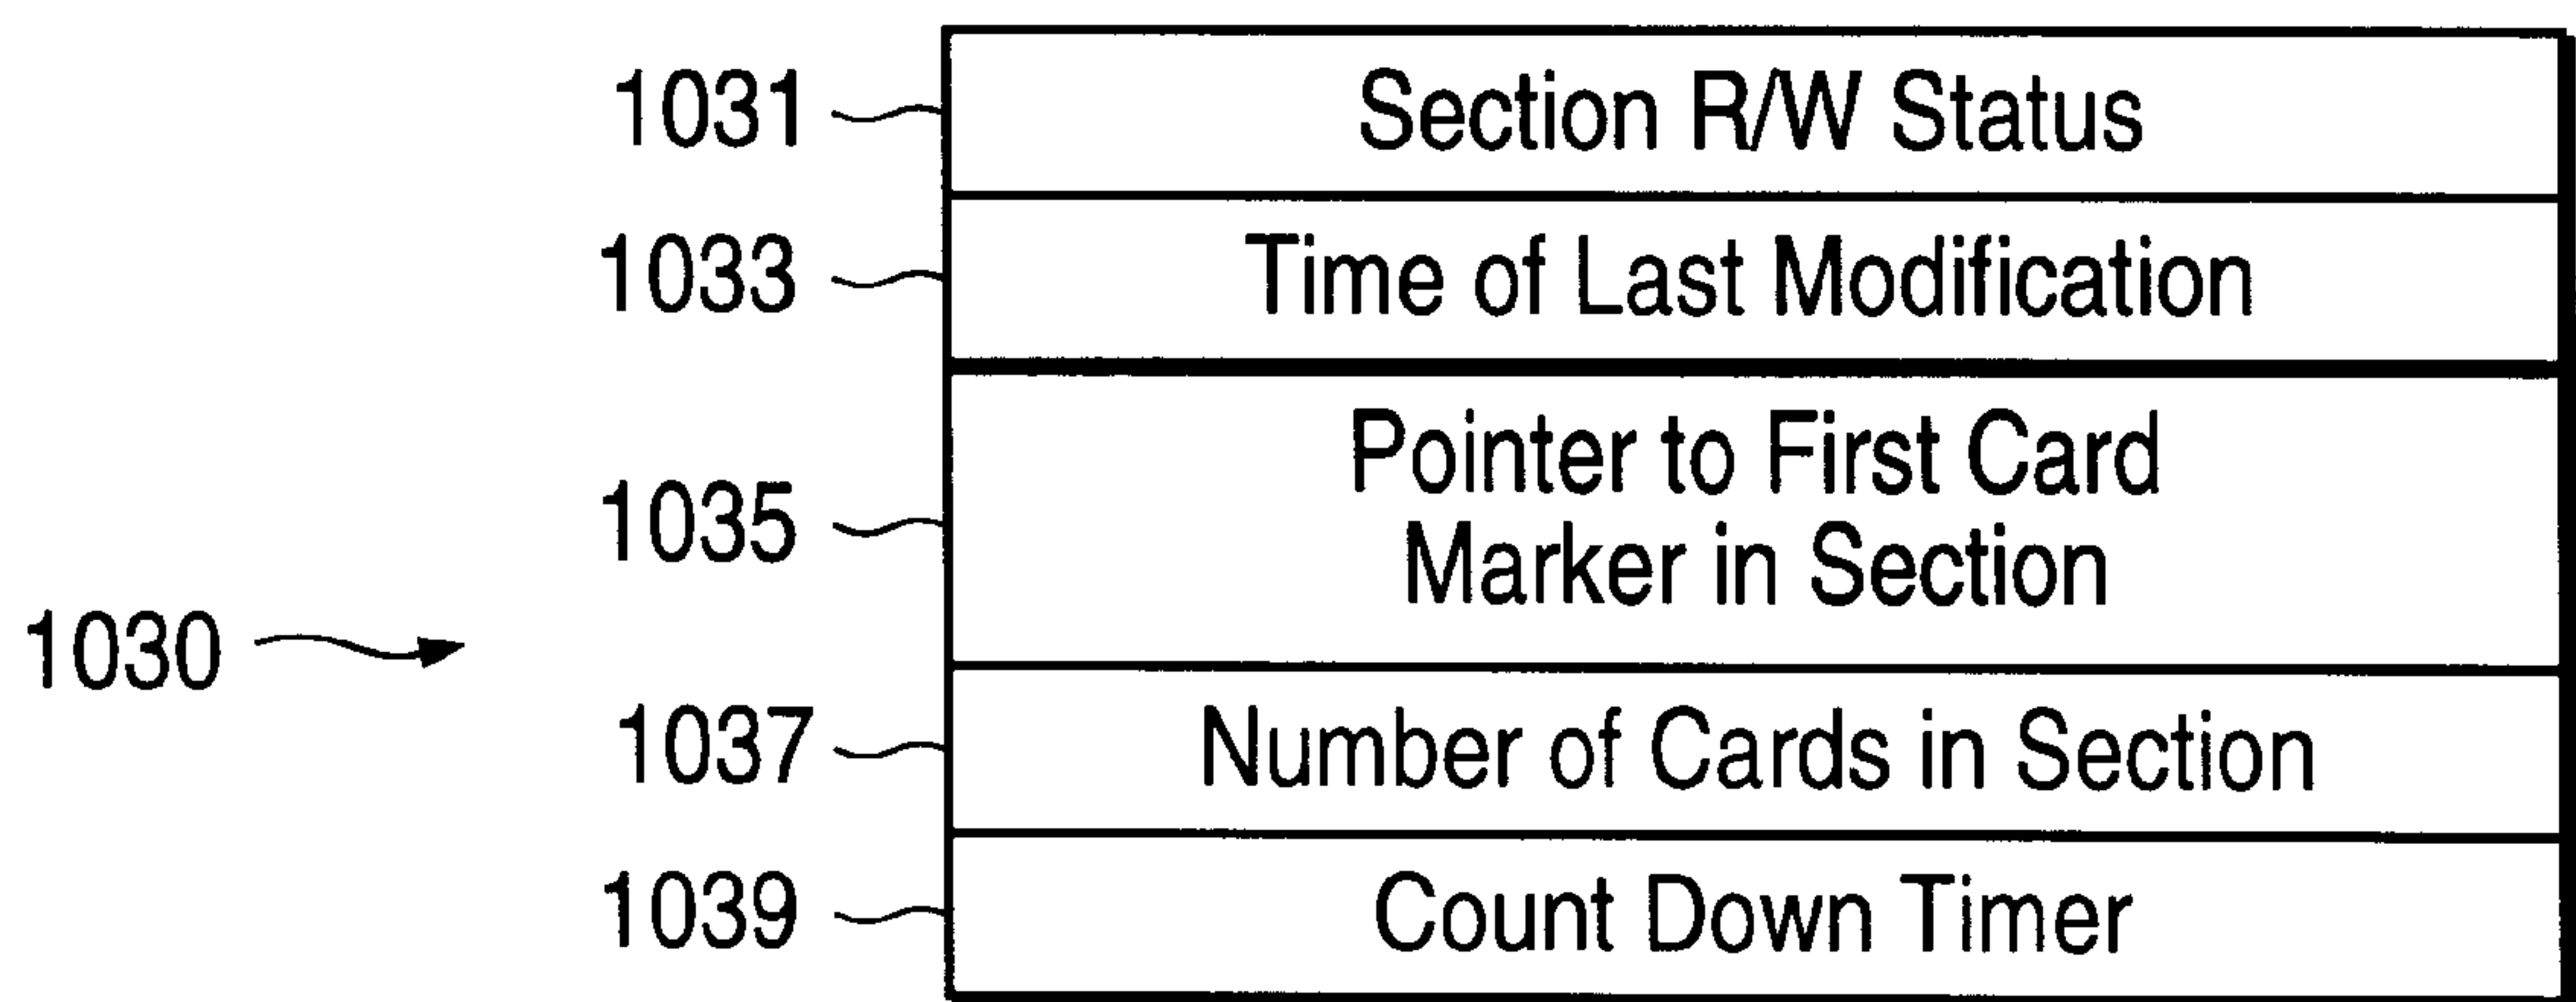 1031 Section R/W Status
1033 Time of Last Modification
1035 Pointer to First Card
Marker in Section
1030
1037 Number of Cards in Section
1039 Count Down Timer